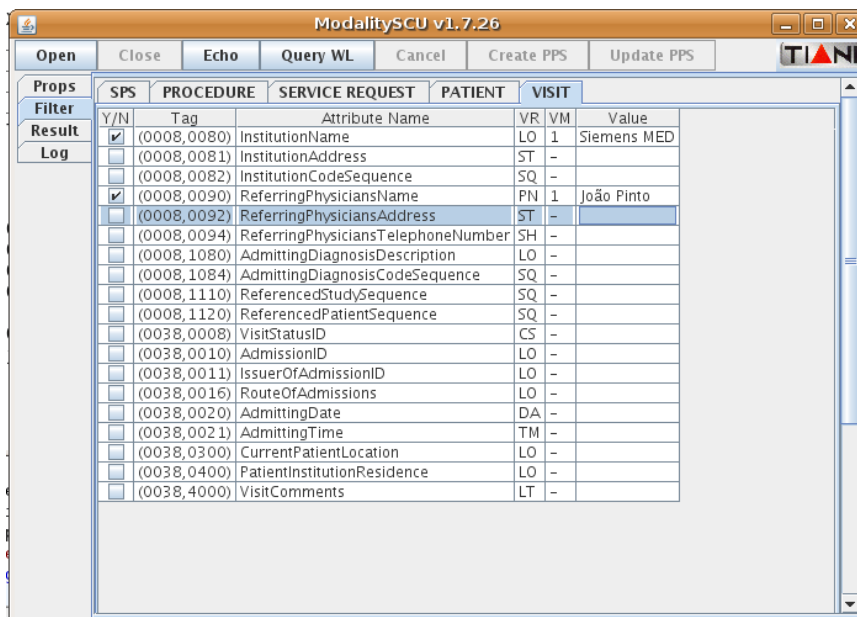 ModalitySCU v1.7.26
Open Close Echo Query WL Cancel Create PPS Update PPS TIANI
Props
Filter
Result
Log
SPS PROCEDURE SERVICE REQUEST PATIENT VISIT
Y/N Tag Attribute Name VR VM Value
(0008,0080) InstitutionName LO 1 Siemens MED
(0008,0081) InstitutionAddress ST -
(0008,0082) InstitutionCodeSequence SQ -
(0008,0090) ReferringPhysiciansName PN 1 João Pinto
(0008,0092) ReferringPhysiciansAddress ST -
(0008,0094) ReferringPhysiciansTelephoneNumber SH -
(0008,1080) AdmittingDiagnosisDescription LO -
(0008,1084) AdmittingDiagnosisCodeSequence SQ -
(0008,1110) ReferencedStudySequence SQ -
(0008,1120) ReferencedPatientSequence SQ -
(0038,0008) VisitStatusID CS -
(0038,0010) AdmissionID LO -
(0038,0011) IssuerOfAdmissionID LO -
(0038,0016) RouteOfAdmissions LO -
(0038,0020) AdmittingDate DA -
(0038,0021) AdmittingTime TM -
(0038,0300) CurrentPatientLocation LO -
(0038,0400) PatientInstitutionResidence LO -
(0038,4000) VisitComments LT -